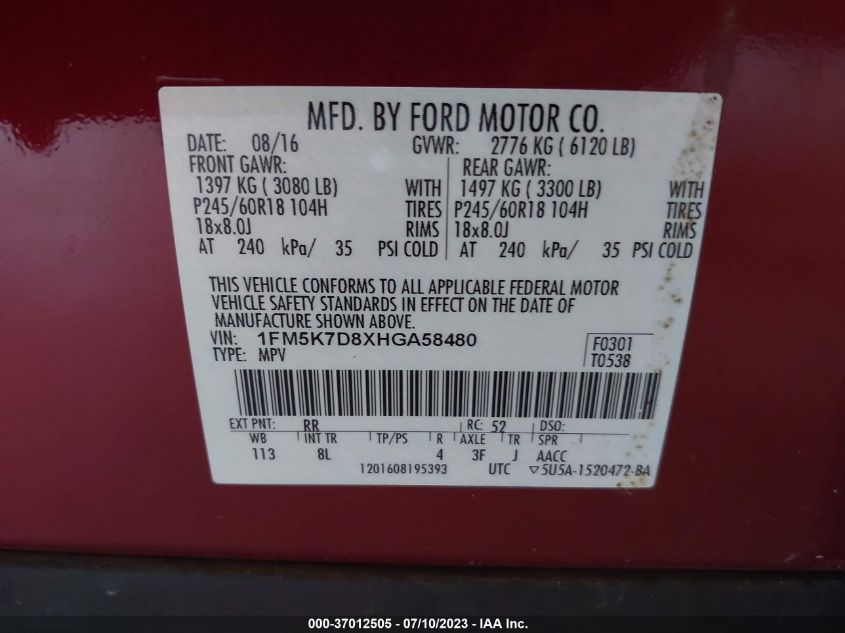 MFD. BY FORD MOTOR CO.
DATE: 08/16 GVWR: 2776 KG ( 6120 LB)
FRONT GAWR: REAR GAWR:
1397 KG ( 3080 LB) WITH 1497 KG ( 3300 LB) WITH
P245/60R18 104H TIRES P245/60R18 104H TIRES
18x8.0J RIMS 18x8.0J RIMS
AT 240 kPa/ 35 PSI COLD AT 240 kPa/ 35 PSI COLD
THIS VEHICLE CONFORMS TO ALL APPLICABLE FEDERAL MOTOR
VEHICLE SAFETY STANDARDS IN EFFECT ON THE DATE OF
MANUFACTURE SHOWN ABOVE.
VIN: 1FM5K7D8XHGA58480 F0301
TYPE: MPV T0538
EXT PNT: RR RC: 52 DSO:
WB INT TR TP/PS R AXLE TR SPR
113 8L 4 3F J AACC
1201608195393 UTC ▽5U5A-1520472-BA
000-37012505 - 07/10/2023 - IAA Inc.